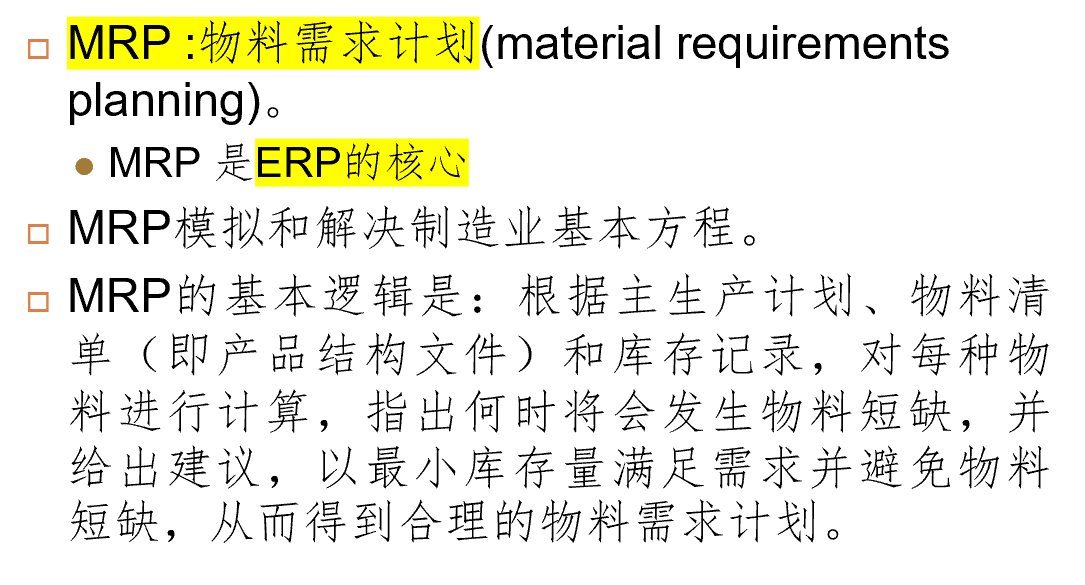 MRP :物料需求计划(material requirements
planning)。
MRP 是ERP的核心
MRP模拟和解决制造业基本方程。
MRP的基本逻辑是：根据主生产计划、物料清
单（即产品结构文件）和库存记录，对每种物
料进行计算，指出何时将会发生物料短缺，并
给出建议，以最小库存量满足需求并避免物料
短缺，从而得到合理的物料需求计划。